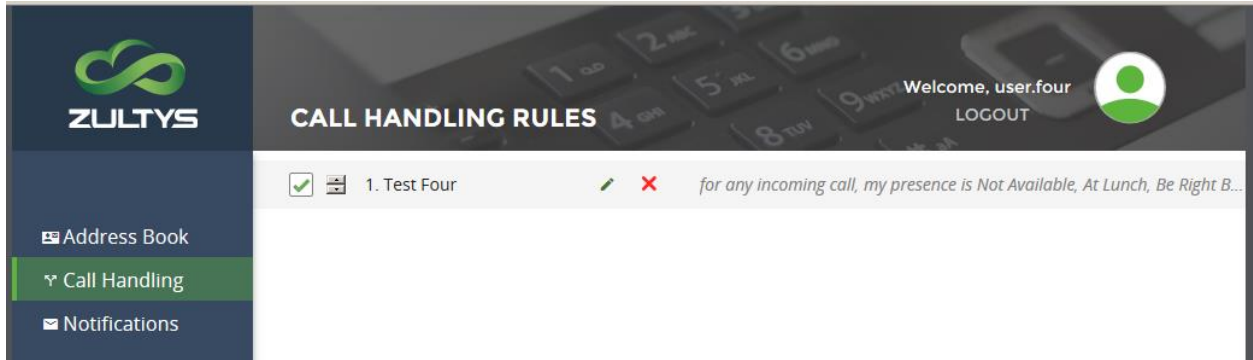 ZULTYS
CALL HANDLING RULES
Welcome, user.four
LOGOUT
1. Test Four
for any incoming call, my presence is Not Available, At Lunch, Be Right B...
Address Book
Call Handling
Notifications